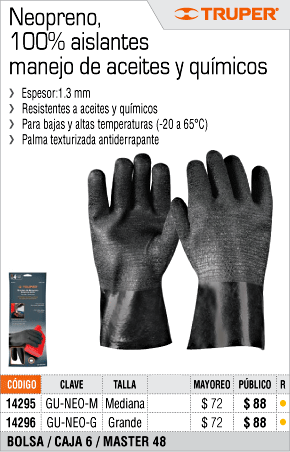 TRUPER®
Neopreno,
100% aislantes
manejo de aceites y químicos
Espesor:1.3 mm
Resistentes a aceites y químicos
Para bajas y altas temperaturas (-20 a 65°C)
Palma texturizada antiderrapante
TRUPER
CÓDIGO CLAVE TALLA MAYOREO PÚBLICO R
14295 GU-NEO-M Mediana $ 72 $ 88
14296 GU-NEO-G Grande $ 72 $ 88
BOLSA / CAJA 6 / MASTER 48